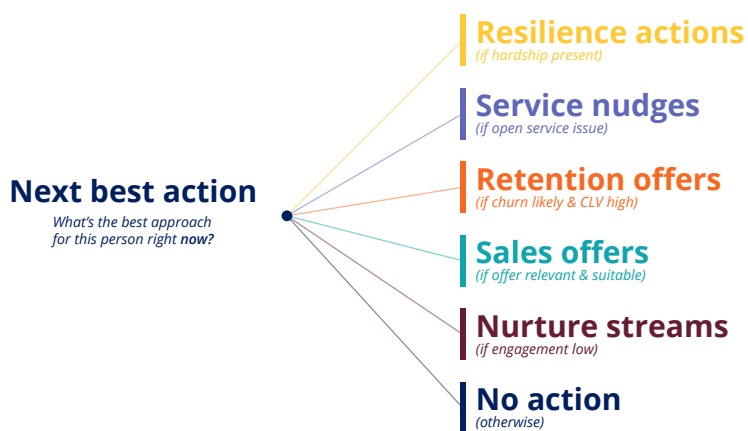 Next best action
What's the best approach
for this person right now?
Resilience actions
(if hardship present)
Service nudges
(if open service issue)
Retention offers
(if churn likely & CLV high)
Sales offers
(if offer relevant & suitable)
Nurture streams
(if engagement low)
No action
(otherwise)